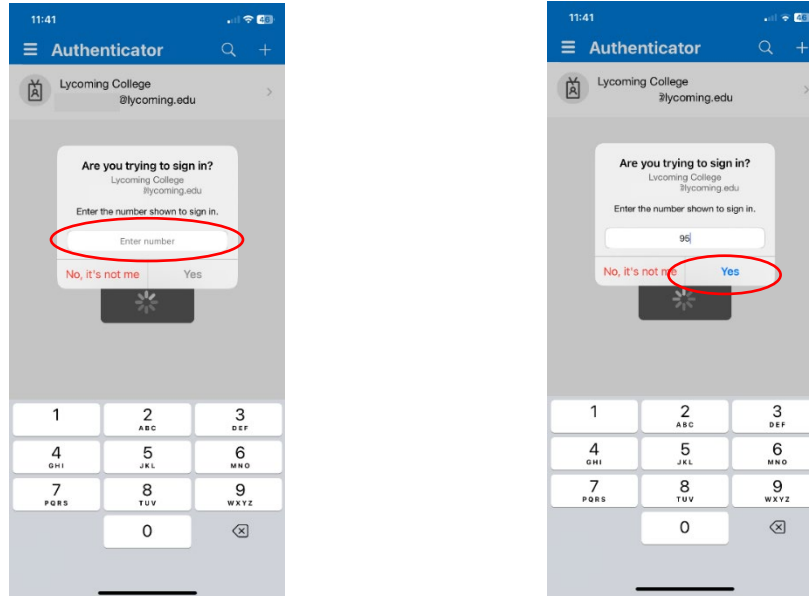 11:41
46
Authenticator
Lycoming College
@lycoming.edu
Are you trying to sign in?
Lycoming College
lycoming.edu
Enter the number shown to sign in.
Enter number
No, it's not me
Yes
1
2
ABC
3
DEF
4
GHI
5
JKL
6
MNO
7
PQRS
8
TUV
9
WXYZ
0
11:41
46
Authenticator
Lycoming College
lycoming.edu
Are you trying to sign in?
Lycoming College
lycoming.edu
Enter the number shown to sign in.
95
No, it's not me
Yes
1
2
ABC
3
DEF
4
GHI
5
JKL
6
MNO
7
PQRS
8
TUV
9
WXYZ
0